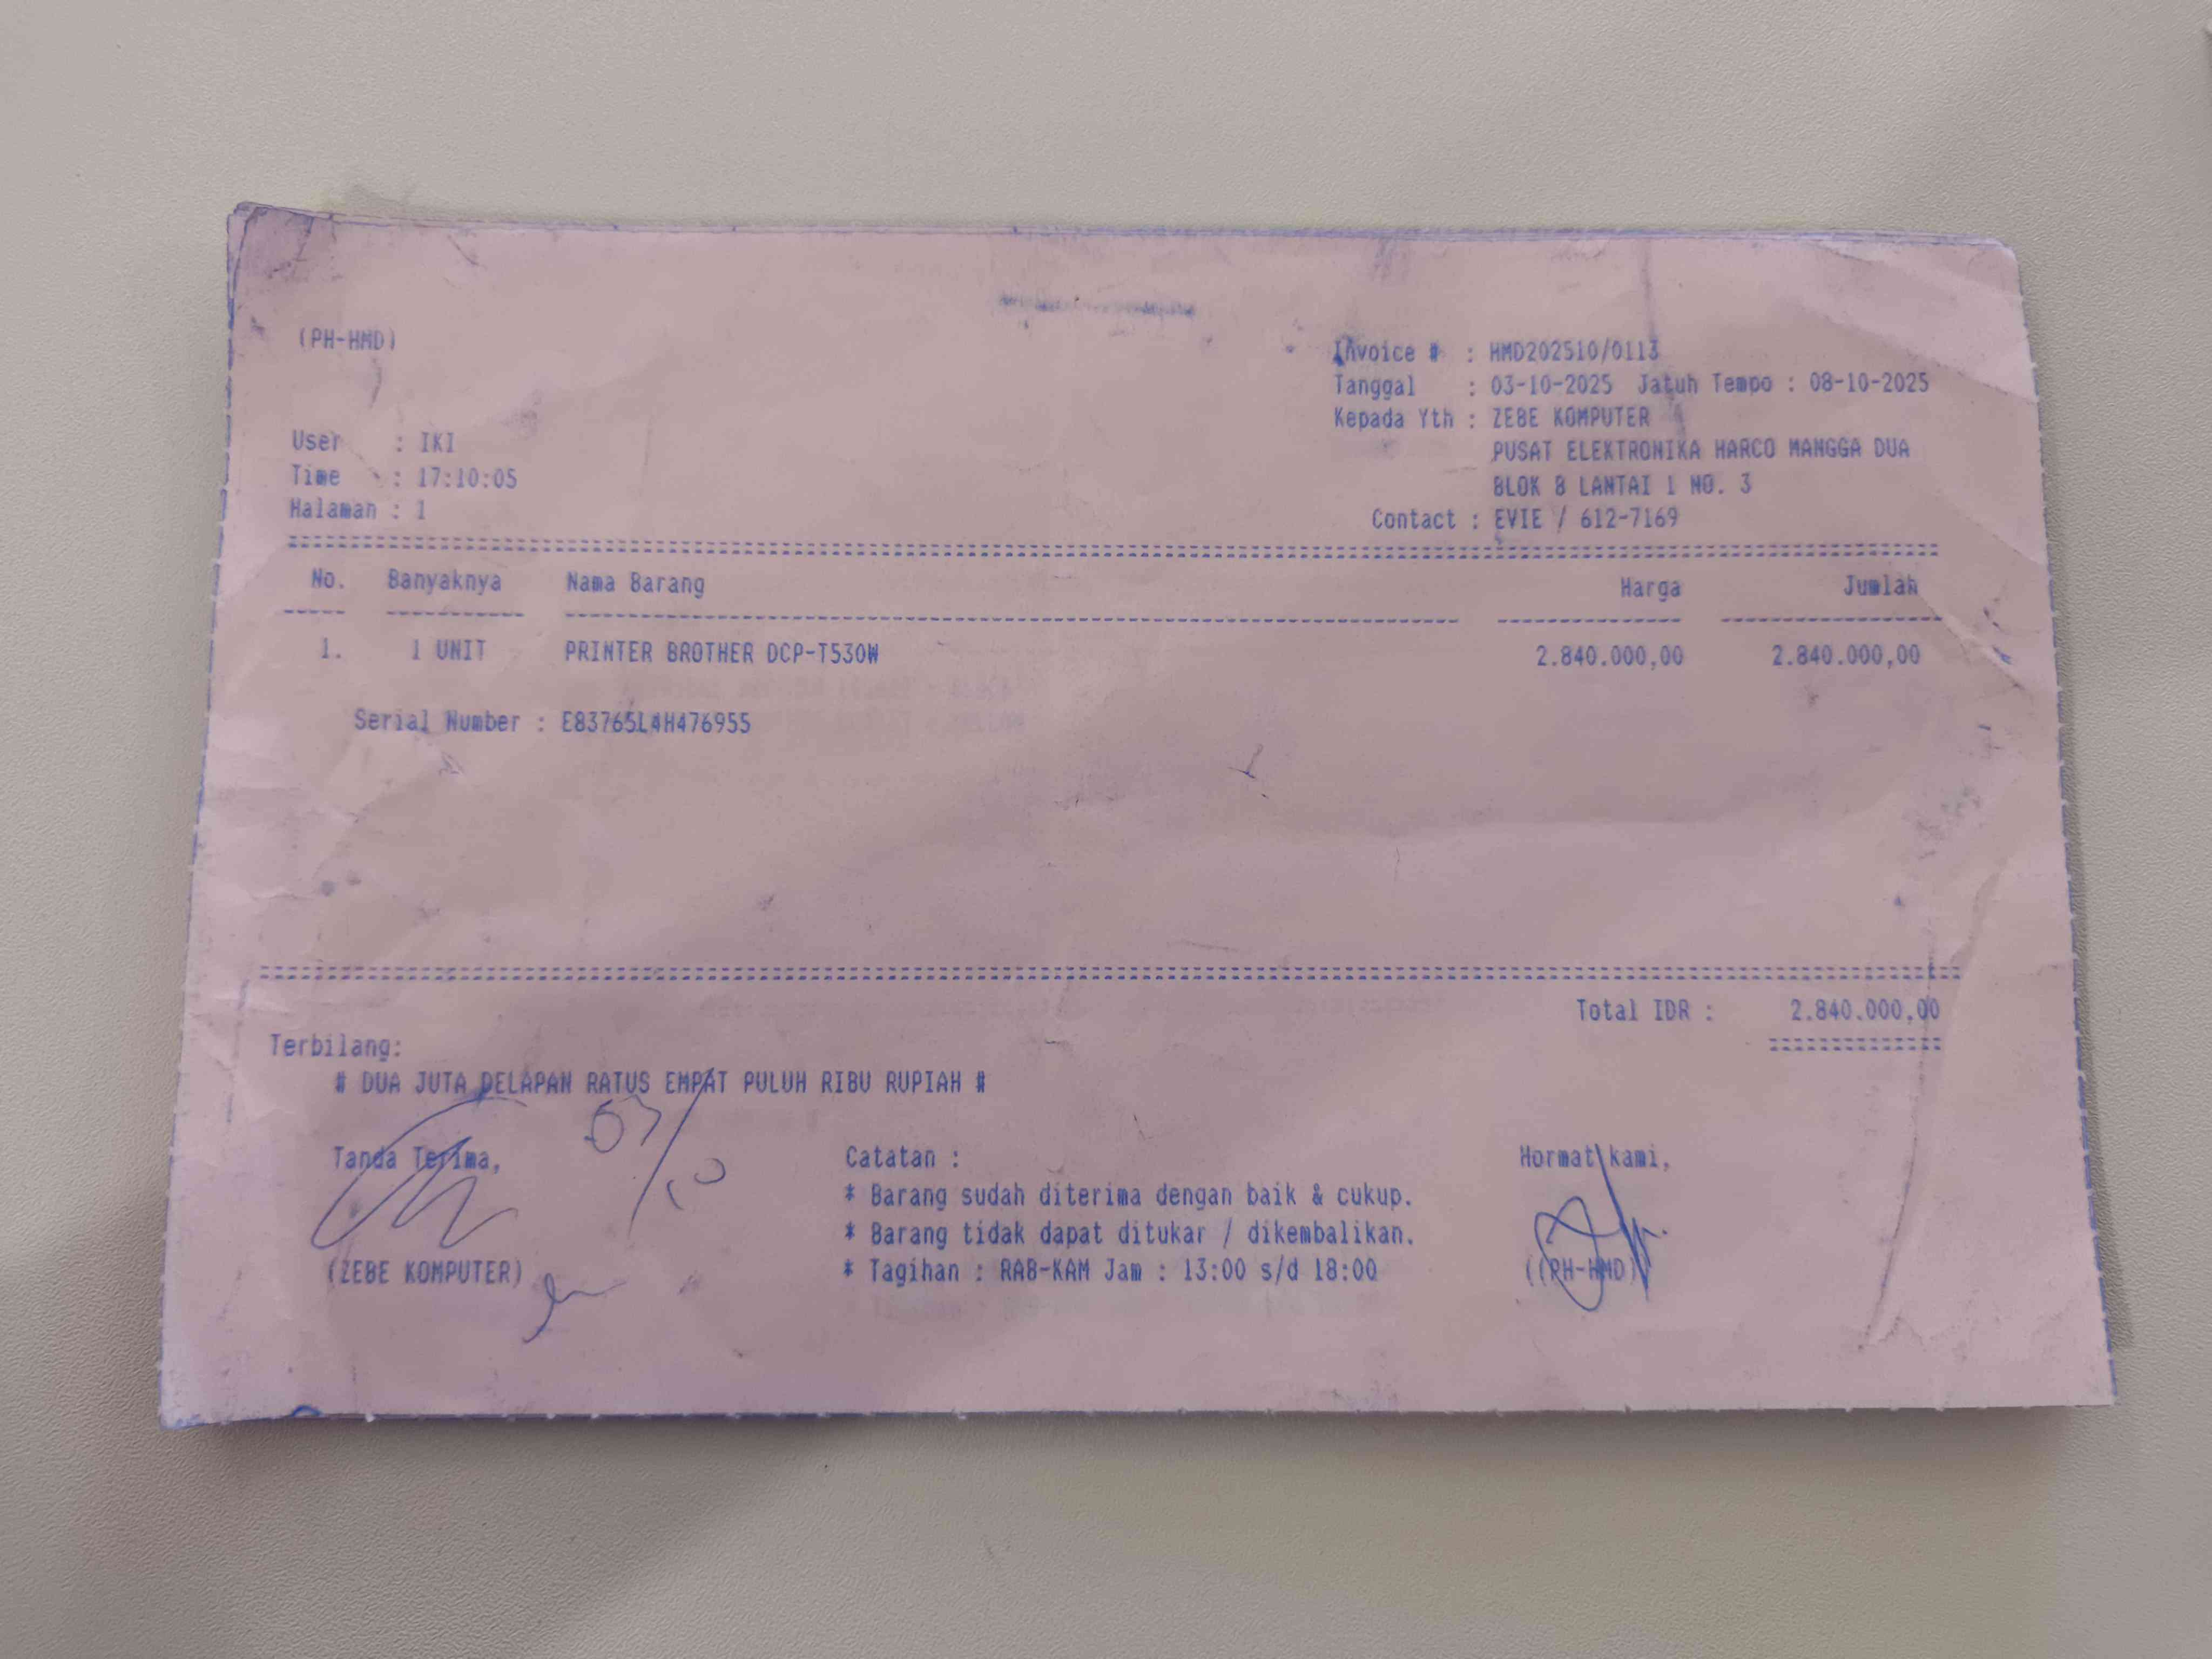 (PH-HMD)
Invoice # : HMD202510/0113
Tanggal : 03-10-2025 Jatuh Tempo : 08-10-2025
Kepada Yth : ZEBE KOMPUTER
PUSAT ELEKTRONIKA HARCO MANGGA DUA
BLOK B LANTAI 1 NO. 3
Contact : EVIE / 612-7169
User : IKI
Time : 17:10:05
Halaman : 1
No. Banyaknya Nama Barang Harga Jumlah
1. 1 UNIT PRINTER BROTHER DCP-T530W 2.840.000,00 2.840.000,00
Serial Number : E83765L4H476955
Total IDR : 2.840.000,00
Terbilang:
# DUA JUTA DELAPAN RATUS EMPAT PULUH RIBU RUPIAH #
03/10
Tanda Terima,
(ZEBE KOMPUTER)
Catatan :
* Barang sudah diterima dengan baik & cukup.
* Barang tidak dapat ditukar / dikembalikan.
* Tagihan : RAB-KAM Jam : 13:00 s/d 18:00
Hormat kami,
((PH-HMD)